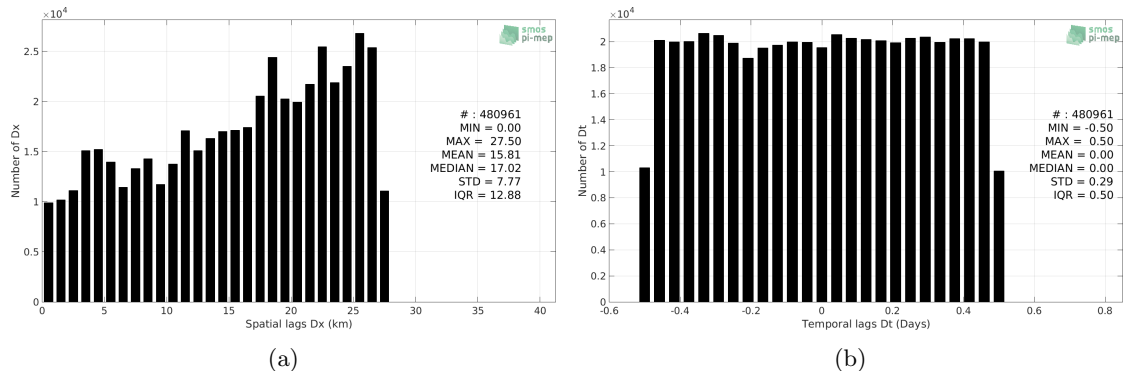 ×10⁴
2.5
2
1.5
1
0.5
0
Number of Dx
smos
pi-mep
# : 480961
MIN = 0.00
MAX = 27.50
MEAN = 15.81
MEDIAN = 17.02
STD = 7.77
IQR = 12.88
0 5 10 15 20 25 30 35 40
Spatial lags Dx (km)
(a)
×10⁴
2.2
2
1.8
1.6
1.4
1.2
1
0.8
0.6
0.4
0.2
0
Number of Dt
smos
pi-mep
# : 480961
MIN = -0.50
MAX = 0.50
MEAN = 0.00
MEDIAN = 0.00
STD = 0.29
IQR = 0.50
-0.6 -0.4 -0.2 0 0.2 0.4 0.6 0.8
Temporal lags Dt (Days)
(b)